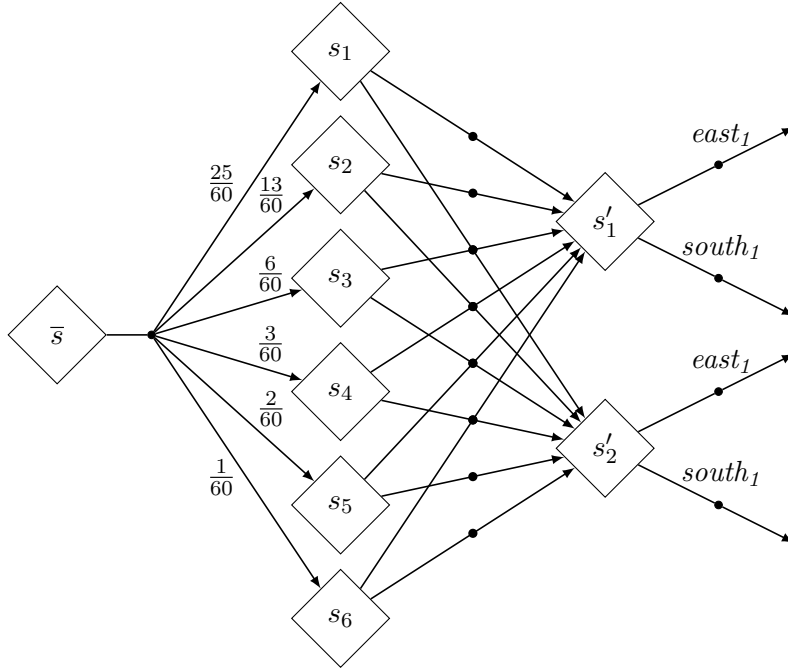 s₁
east₁
25/60
13/60
s₂
s′₁
6/60
south₁
s₃
s̅
3/60
east₁
2/60
s₄
s′₂
1/60
south₁
s₅
s₆